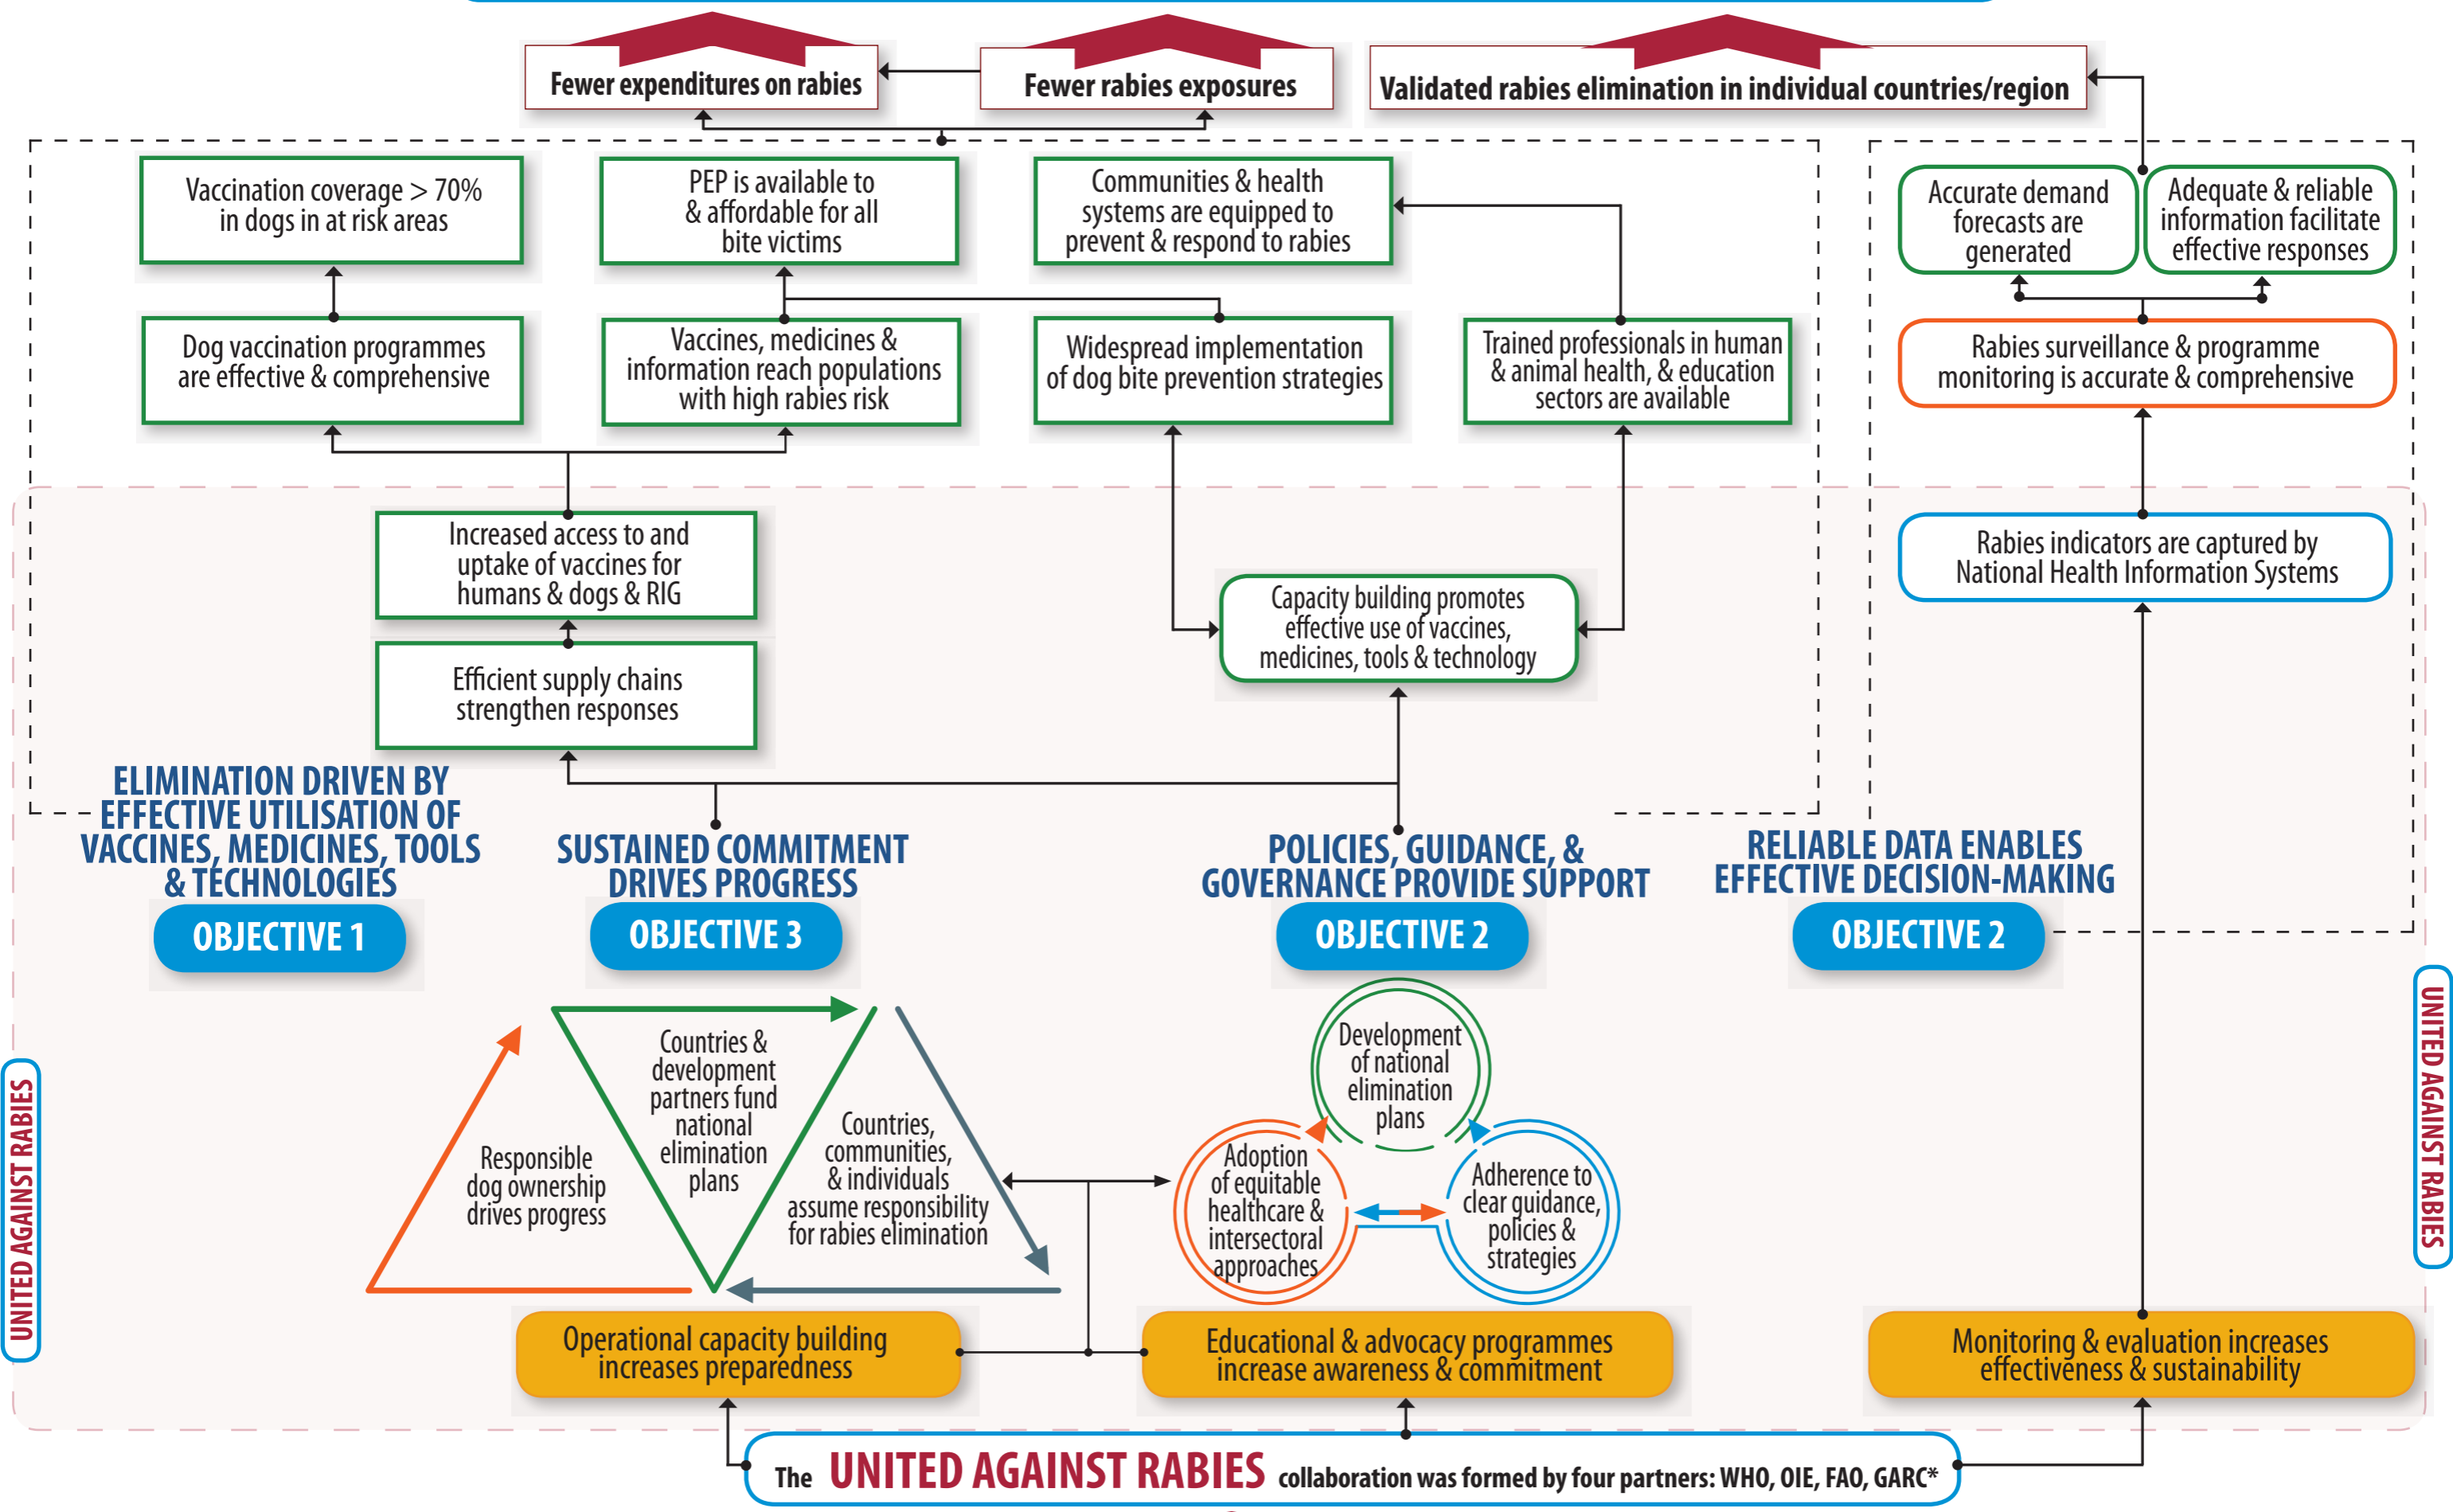 Fewer expenditures on rabies
Fewer rabies exposures
Validated rabies elimination in individual countries/region
Vaccination coverage > 70%
in dogs in at risk areas
PEP is available to
& affordable for all
bite victims
Communities & health
systems are equipped to
prevent & respond to rabies
Accurate demand
forecasts are
generated
Adequate & reliable
information facilitate
effective responses
Dog vaccination programmes
are effective & comprehensive
Vaccines, medicines &
information reach populations
with high rabies risk
Widespread implementation
of dog bite prevention strategies
Trained professionals in human
& animal health, & education
sectors are available
Rabies surveillance & programme
monitoring is accurate & comprehensive
Increased access to and
uptake of vaccines for
humans & dogs & RIG
Rabies indicators are captured by
National Health Information Systems
Capacity building promotes
effective use of vaccines,
medicines, tools & technology
Efficient supply chains
strengthen responses
ELIMINATION DRIVEN BY
EFFECTIVE UTILISATION OF
VACCINES, MEDICINES, TOOLS
& TECHNOLOGIES
OBJECTIVE 1
SUSTAINED COMMITMENT
DRIVES PROGRESS
OBJECTIVE 3
POLICIES, GUIDANCE, &
GOVERNANCE PROVIDE SUPPORT
OBJECTIVE 2
RELIABLE DATA ENABLES
EFFECTIVE DECISION-MAKING
OBJECTIVE 2
UNITED AGAINST RABIES
Responsible
dog ownership
drives progress
Countries &
development
partners fund
national
elimination
plans
Countries,
communities,
& individuals
assume responsibility
for rabies elimination
Development
of national
elimination
plans
Adoption
of equitable
healthcare &
intersectoral
approaches
Adherence to
clear guidance,
policies &
strategies
UNITED AGAINST RABIES
Operational capacity building
increases preparedness
Educational & advocacy programmes
increase awareness & commitment
Monitoring & evaluation increases
effectiveness & sustainability
The UNITED AGAINST RABIES collaboration was formed by four partners: WHO, OIE, FAO, GARC*